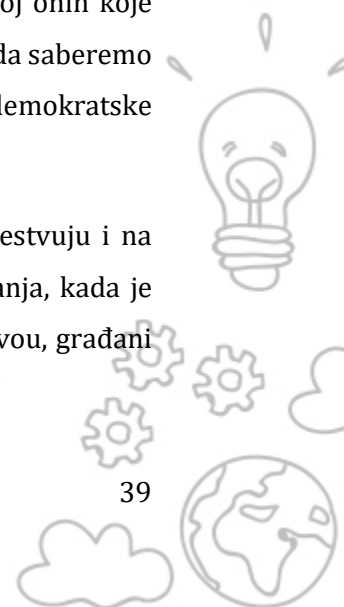 oj onih koje
da saberemo
demokratske
estvuju i na
anja, kada je
vou, građani
39